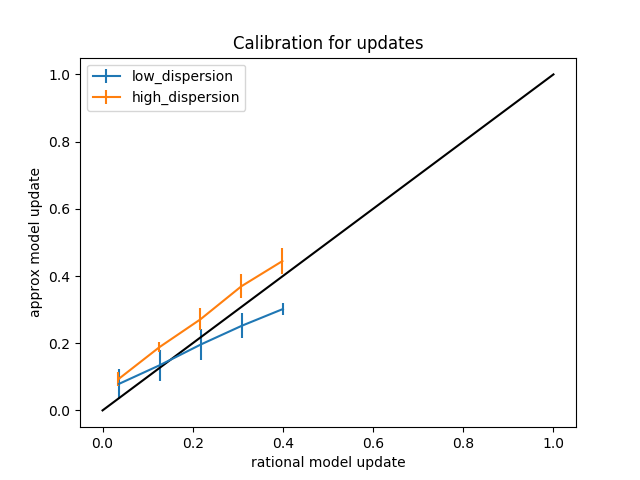 Calibration for updates
low_dispersion
high_dispersion
1.0
0.8
0.6
0.4
0.2
0.0
approx model update
0.0 0.2 0.4 0.6 0.8 1.0
rational model update